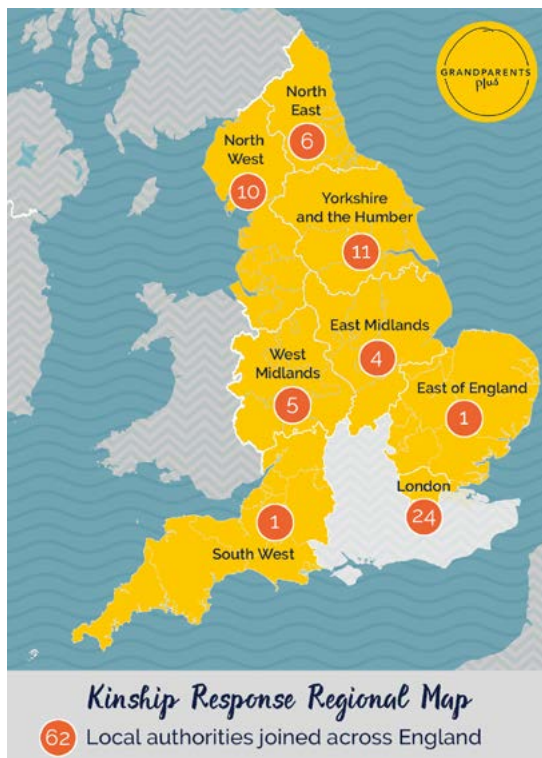 GRANDPARENTS
plus
North
East
6
North
West
10
Yorkshire
and the Humber
11
East Midlands
4
West
Midlands
5
East of England
1
London
24
1
South West
Kinship Response Regional Map
62 Local authorities joined across England